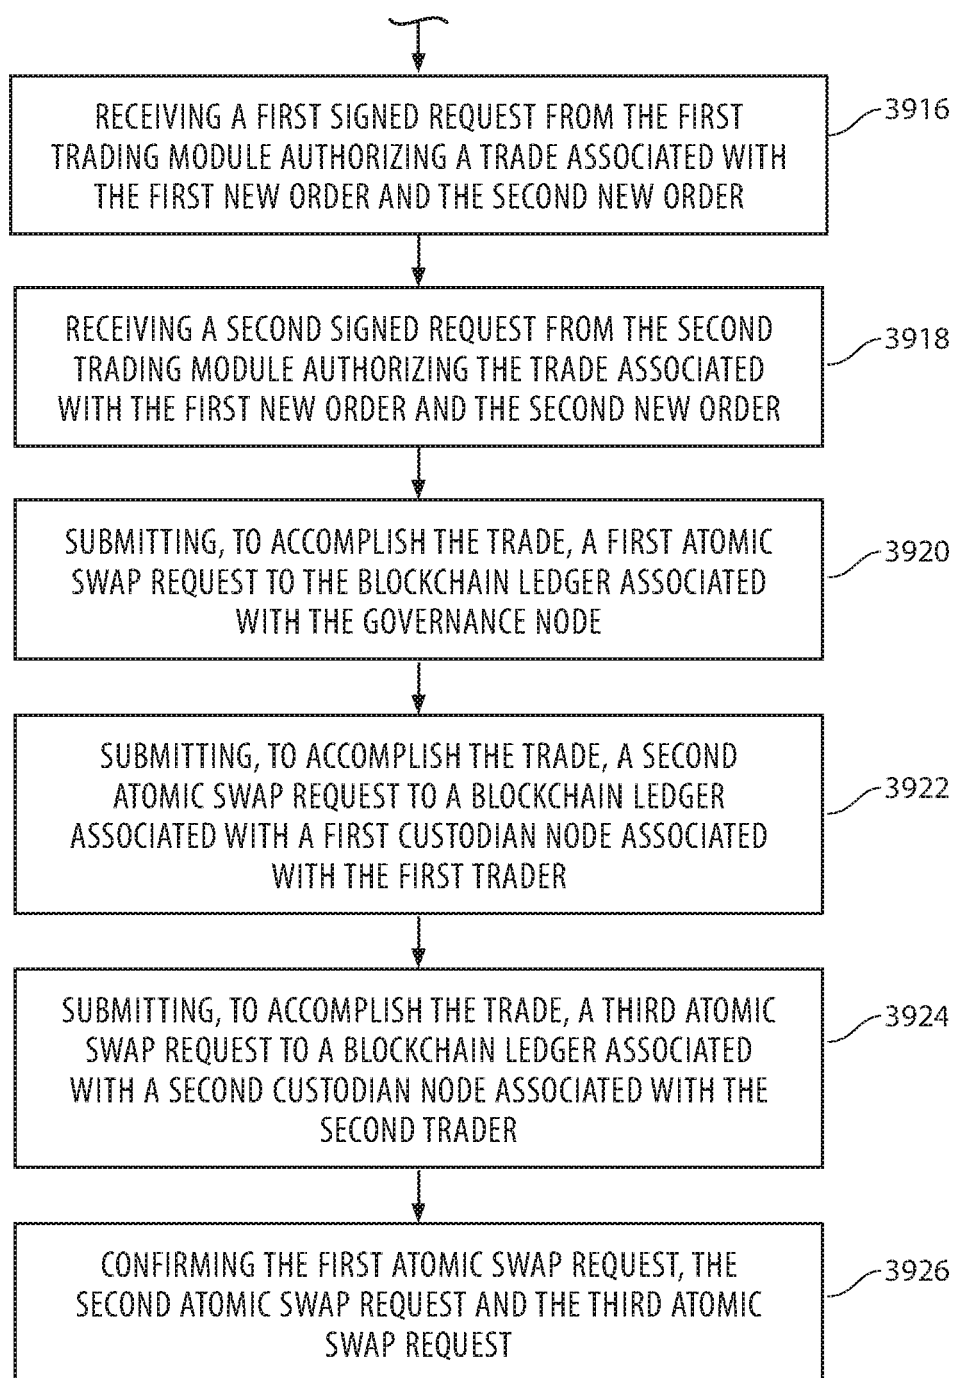 RECEIVING A FIRST SIGNED REQUEST FROM THE FIRST
TRADING MODULE AUTHORIZING A TRADE ASSOCIATED WITH
THE FIRST NEW ORDER AND THE SECOND NEW ORDER
3916
RECEIVING A SECOND SIGNED REQUEST FROM THE SECOND
TRADING MODULE AUTHORIZING THE TRADE ASSOCIATED
WITH THE FIRST NEW ORDER AND THE SECOND NEW ORDER
3918
SUBMITTING, TO ACCOMPLISH THE TRADE, A FIRST ATOMIC
SWAP REQUEST TO THE BLOCKCHAIN LEDGER ASSOCIATED
WITH THE GOVERNANCE NODE
3920
SUBMITTING, TO ACCOMPLISH THE TRADE, A SECOND
ATOMIC SWAP REQUEST TO A BLOCKCHAIN LEDGER
ASSOCIATED WITH A FIRST CUSTODIAN NODE ASSOCIATED
WITH THE FIRST TRADER
3922
SUBMITTING, TO ACCOMPLISH THE TRADE, A THIRD ATOMIC
SWAP REQUEST TO A BLOCKCHAIN LEDGER ASSOCIATED
WITH A SECOND CUSTODIAN NODE ASSOCIATED WITH THE
SECOND TRADER
3924
CONFIRMING THE FIRST ATOMIC SWAP REQUEST, THE
SECOND ATOMIC SWAP REQUEST AND THE THIRD ATOMIC
SWAP REQUEST
3926